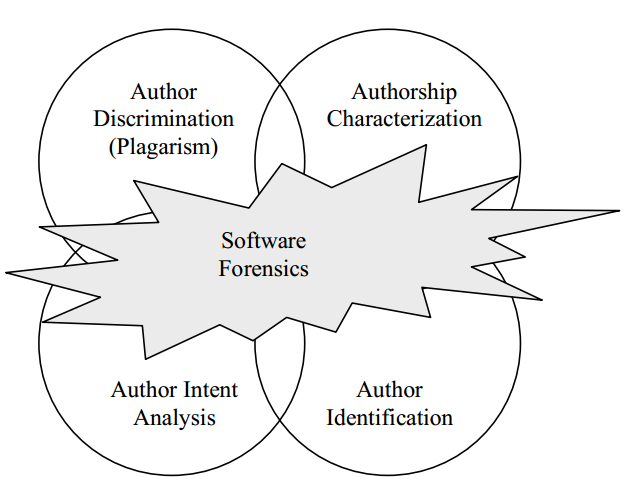 Author
Discrimination
(Plagarism)
Authorship
Characterization
Software
Forensics
Author Intent
Analysis
Author
Identification